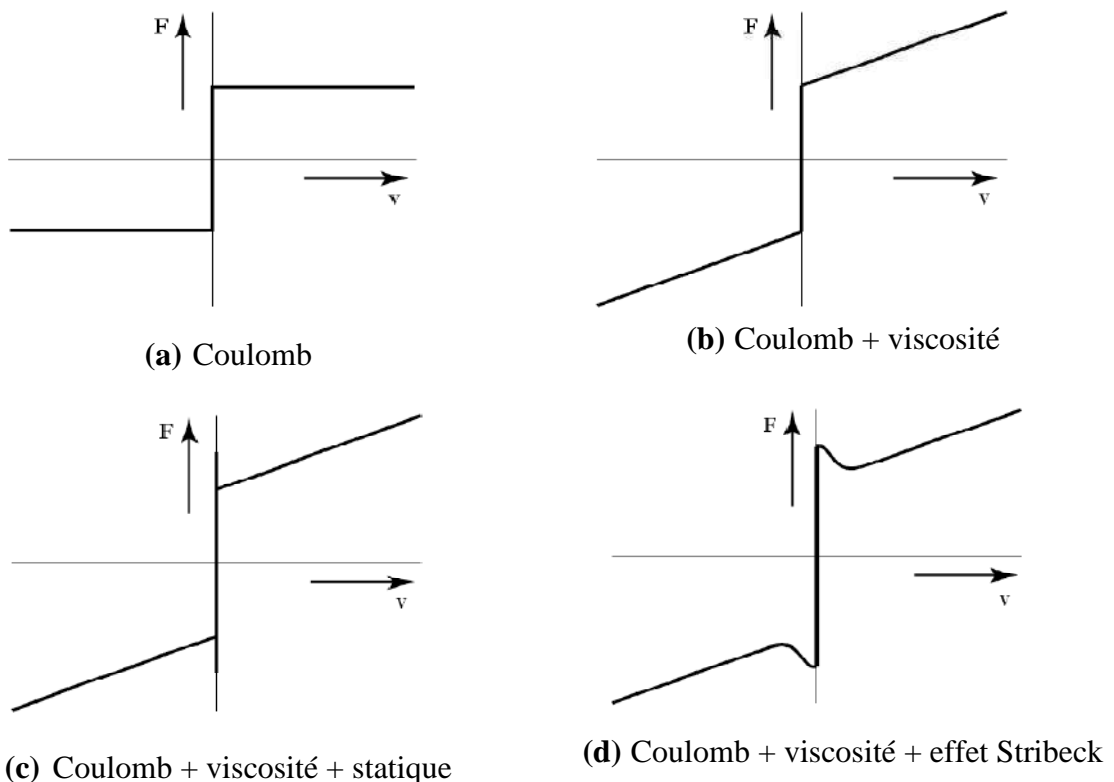 F
v
(a) Coulomb
F
v
(b) Coulomb + viscosité
F
v
(c) Coulomb + viscosité + statique
F
v
(d) Coulomb + viscosité + effet Stribeck